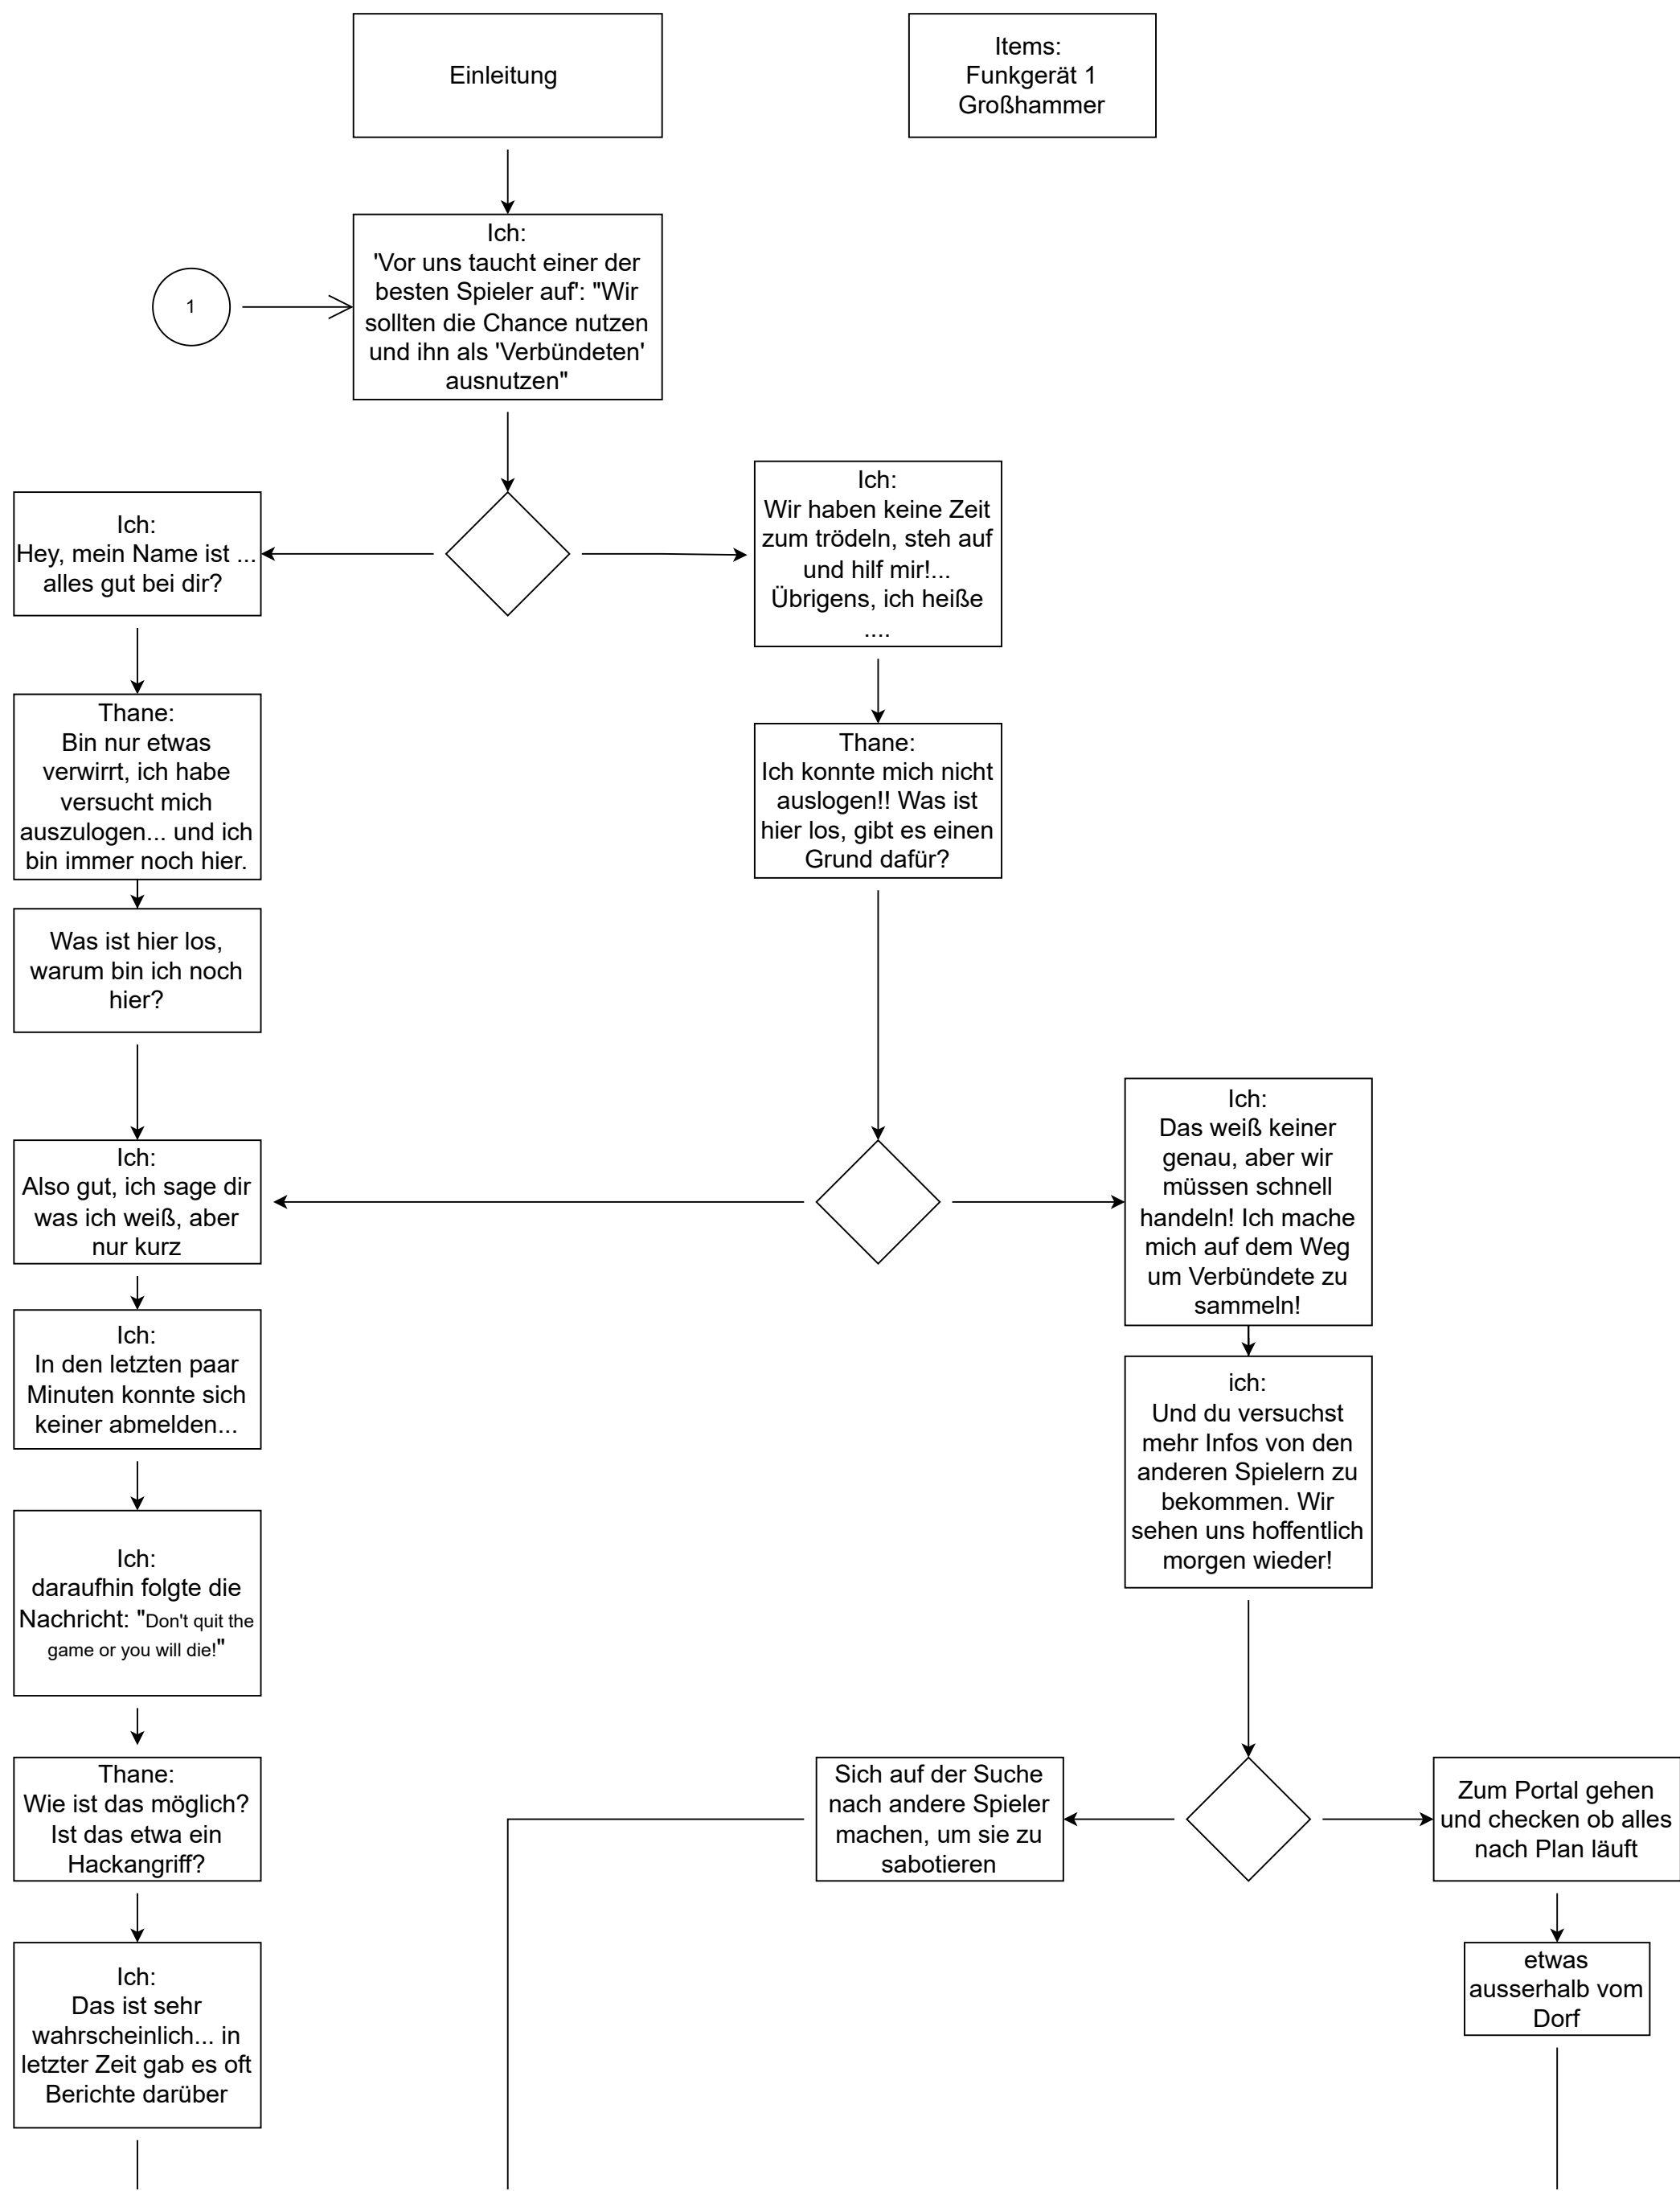 Einleitung
Items:
Funkgerät 1
Großhammer
Ich:
'Vor uns taucht einer der
besten Spieler auf': "Wir
sollten die Chance nutzen
und ihn als 'Verbündeten'
ausnutzen"
1
Ich:
Hey, mein Name ist ...
alles gut bei dir?
Ich:
Wir haben keine Zeit
zum trödeln, steh auf
und hilf mir!...
Übrigens, ich heiße
....
Thane:
Bin nur etwas
verwirrt, ich habe
versucht mich
auszulogen... und ich
bin immer noch hier.
Thane:
Ich konnte mich nicht
auslogen!! Was ist
hier los, gibt es einen
Grund dafür?
Was ist hier los,
warum bin ich noch
hier?
Ich:
Also gut, ich sage dir
was ich weiß, aber
nur kurz
Ich:
Das weiß keiner
genau, aber wir
müssen schnell
handeln! Ich mache
mich auf dem Weg
um Verbündete zu
sammeln!
Ich:
In den letzten paar
Minuten konnte sich
keiner abmelden...
ich:
Und du versuchst
mehr Infos von den
anderen Spielern zu
bekommen. Wir
sehen uns hoffentlich
morgen wieder!
Ich:
daraufhin folgte die
Nachricht: "Don't quit the
game or you will die!"
Thane:
Wie ist das möglich?
Ist das etwa ein
Hackangriff?
Sich auf der Suche
nach andere Spieler
machen, um sie zu
sabotieren
Zum Portal gehen
und checken ob alles
nach Plan läuft
Ich:
Das ist sehr
wahrscheinlich... in
letzter Zeit gab es oft
Berichte darüber
etwas
ausserhalb vom
Dorf